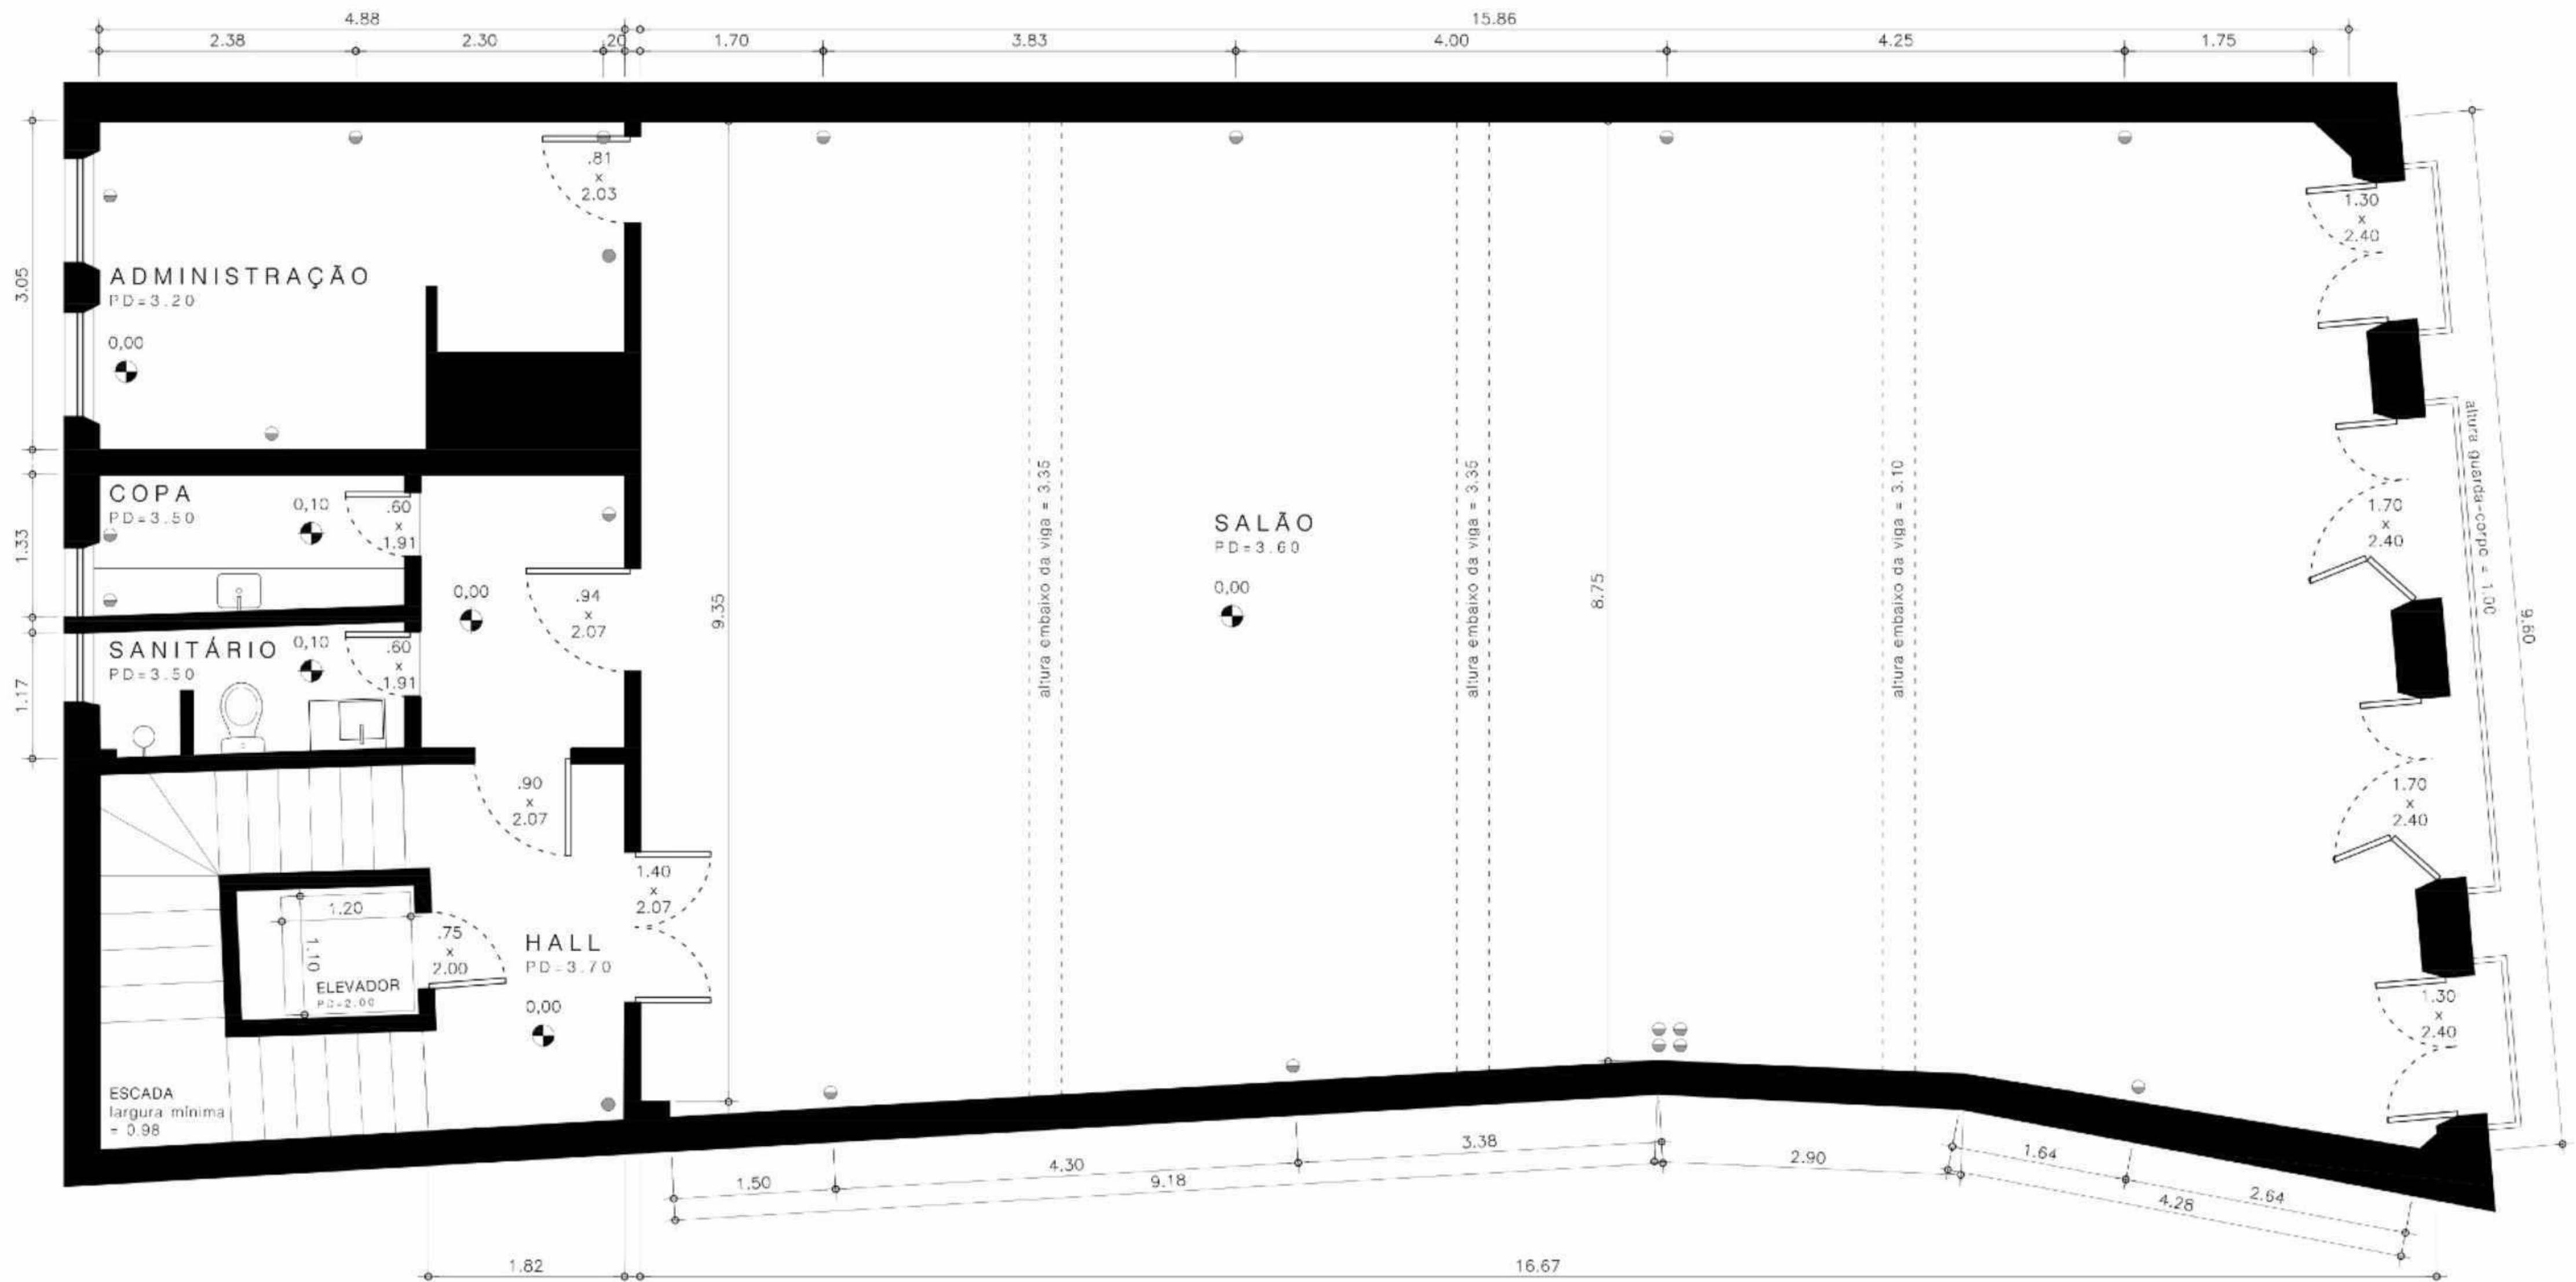 4.88
15.86
2.38
2.30
.20
1.70
3.83
4.00
4.25
1.75
.81
x
2.03
1.30
x
2.40
3.05
ADMINISTRAÇÃO
PD=3.20
0,00
altura embaixo da viga = 3.35
altura embaixo da viga = 3.35
altura embaixo da viga = 3.10
altura guarda-corpo = 1.00
9.60
COPA
PD=3.50
0,10
.60
x
1.91
1.33
SALÃO
PD=3.60
0,00
8.75
9.35
1.70
x
2.40
0,00
.94
x
2.07
SANITÁRIO
PD=3.50
0,10
.60
x
1.91
1.17
.90
x
2.07
1.70
x
2.40
1.40
x
2.07
1.20
1.10
ELEVADOR
PD=2.00
.75
x
2.00
HALL
PD=3.70
0,00
1.30
x
2.40
ESCADA
largura mínima
= 0.98
1.50
4.30
3.38
9.18
2.90
1.64
2.64
4.28
1.82
16.67